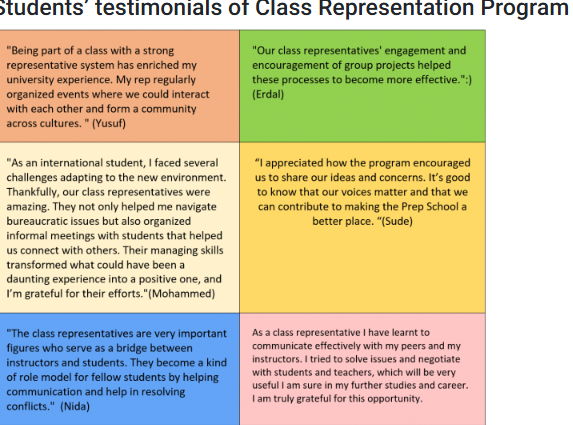 Students' testimonials of Class Representation Program
"Being part of a class with a strong
representative system has enriched my
university experience. My rep regularly
organized events where we could interact
with each other and form a community
across cultures. " (Yusuf)
"Our class representatives' engagement and
encouragement of group projects helped
these processes to become more effective.":)
(Erdal)
"As an international student, I faced several
challenges adapting to the new environment.
Thankfully, our class representatives were
amazing. They not only helped me navigate
bureaucratic issues but also organized
informal meetings with students that helped
us connect with others. Their managing skills
transformed what could have been a
daunting experience into a positive one, and
I'm grateful for their efforts."(Mohammed)
"I appreciated how the program encouraged
us to share our ideas and concerns. It's good
to know that our voices matter and that we
can contribute to making the Prep School a
better place. "(Sude)
"The class representatives are very important
figures who serve as a bridge between
instructors and students. They become a kind
of role model for fellow students by helping
communication and help in resolving
conflicts." (Nida)
As a class representative I have learnt to
communicate effectively with my peers and my
instructors. I tried to solve issues and negotiate
with students and teachers, which will be very
useful I am sure in my further studies and career.
I am truly grateful for this opportunity.